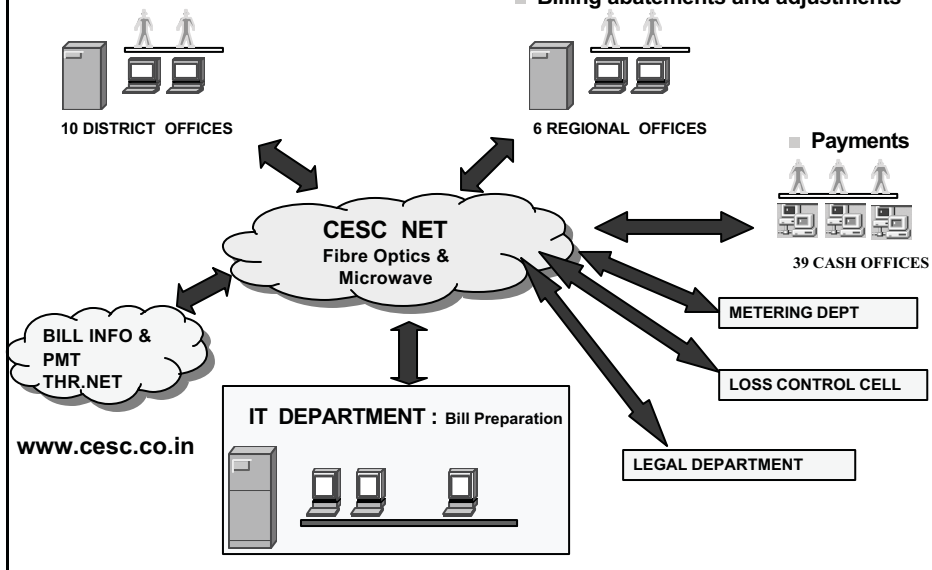 ■ Billing abatements and adjustments
10 DISTRICT OFFICES
6 REGIONAL OFFICES
■ Payments
39 CASH OFFICES
CESC NET
Fibre Optics &
Microwave
METERING DEPT
BILL INFO &
PMT
THR.NET
LOSS CONTROL CELL
IT DEPARTMENT : Bill Preparation
www.cesc.co.in
LEGAL DEPARTMENT